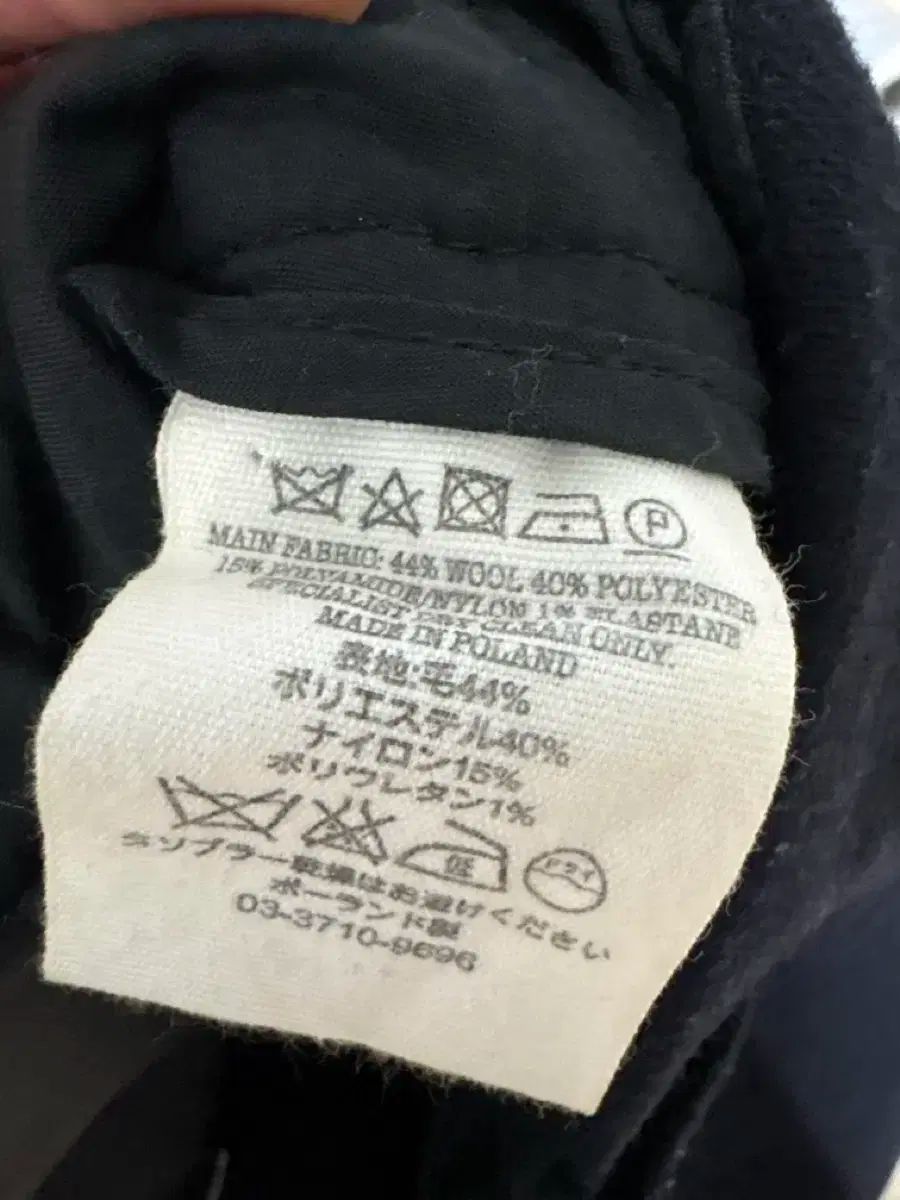 P
MAIN FABRIC: 44% WOOL 40% POLYESTER
15% POLYAMIDE/NYLON 1% ELASTANE
SPECIALIST DRY CLEAN ONLY.
MADE IN POLAND
表地:毛44%
ポリエステル40%
ナイロン15%
ポリウレタン1%
低 ドライ
タンブラー乾燥はお避けください
ポーランド製
03-3710-9696